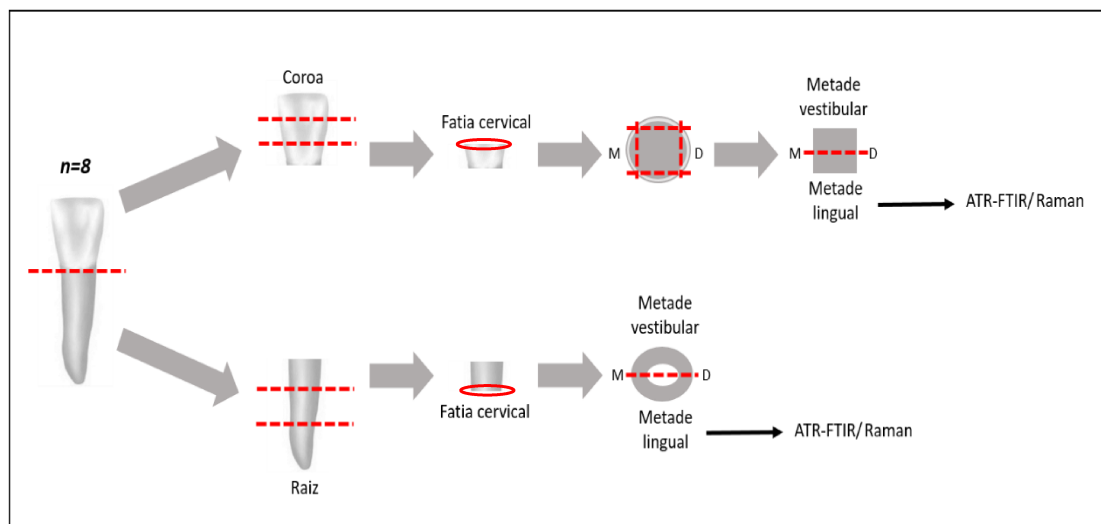 n=8
Coroa
Fatia cervical
M
D
Metade
vestibular
M
D
Metade
lingual
ATR-FTIR/ Raman
Raiz
Fatia cervical
Metade
vestibular
M
D
Metade
lingual
ATR-FTIR/ Raman